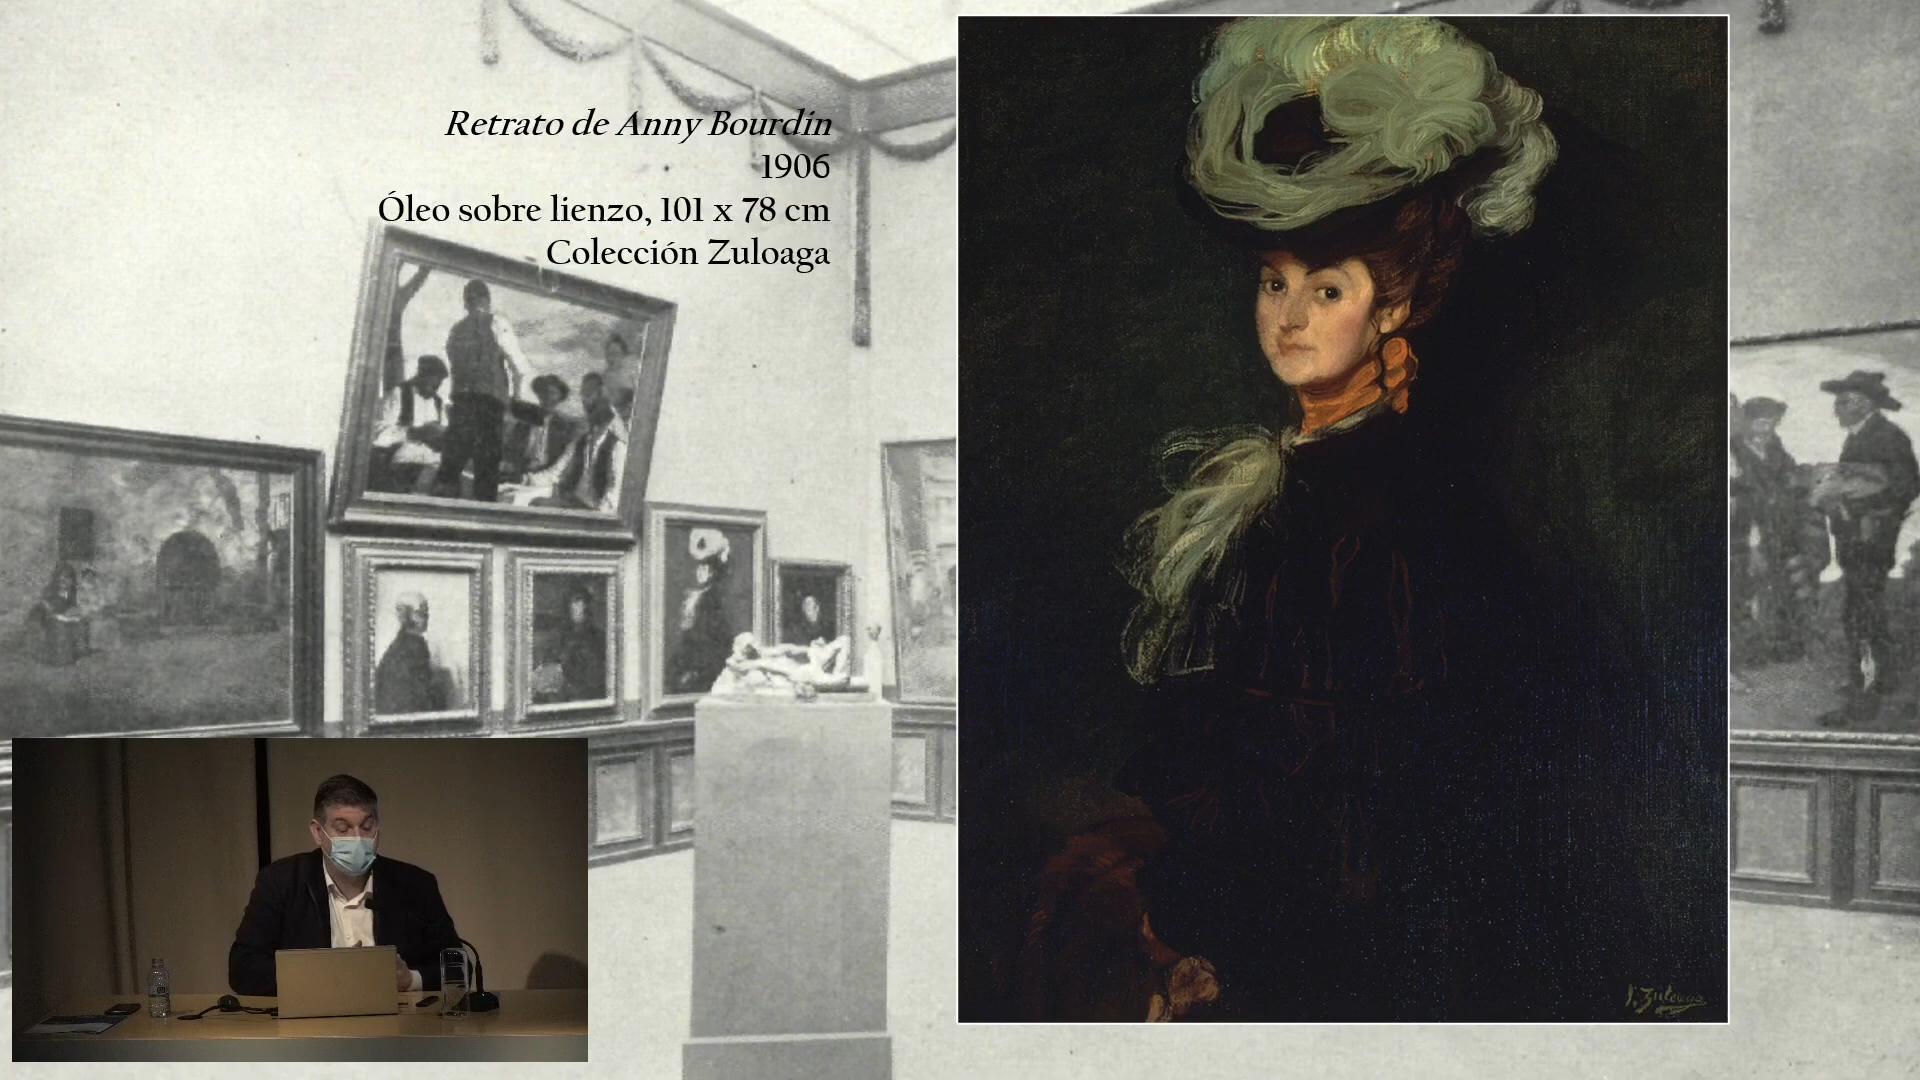 Retrato de Anny Bourdín
1906
Óleo sobre lienzo, 101 x 78 cm
Colección Zuloaga
I. Zuloaga